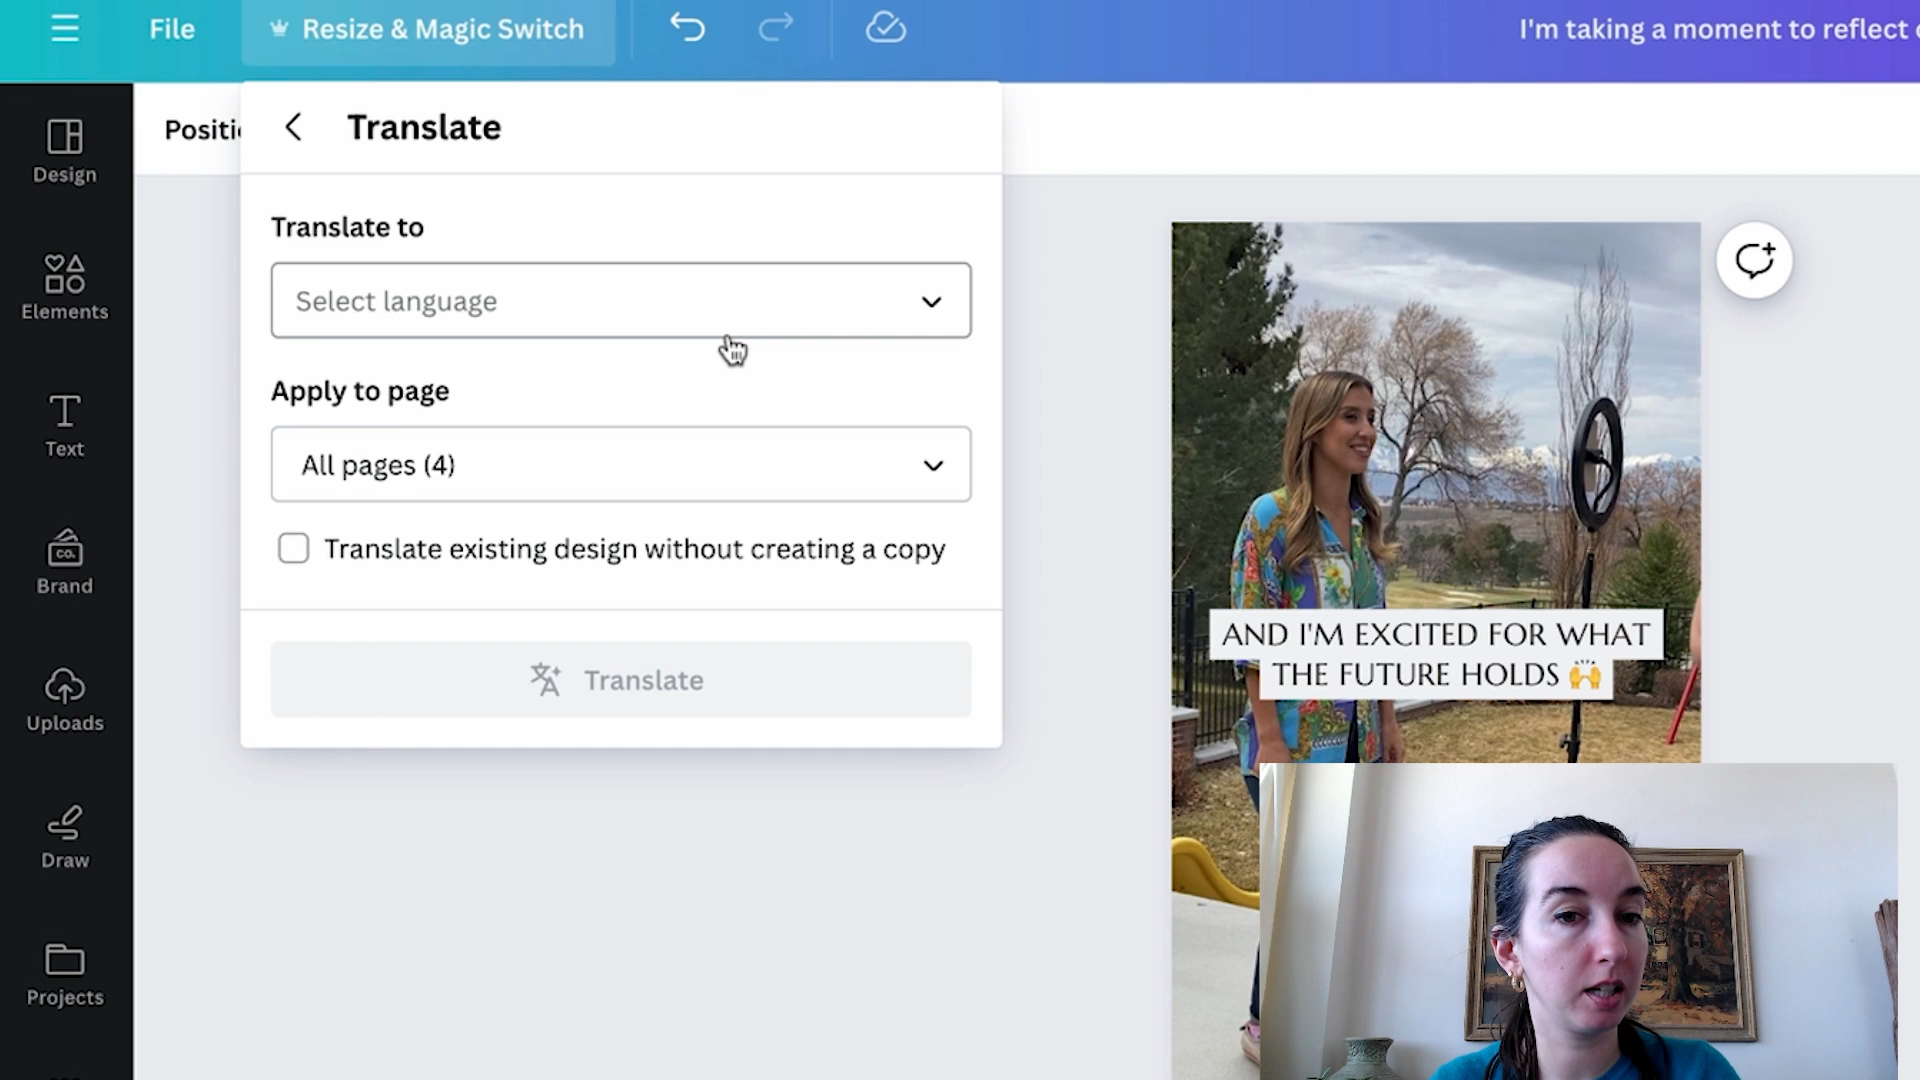 File
Resize & Magic Switch
I'm taking a moment to reflect
Design
Elements
Text
Brand
CO.
Uploads
Draw
Projects
Translate
Translate to
Select language
Apply to page
All pages (4)
Translate existing design without creating a copy
Translate
AND I'M EXCITED FOR WHAT
THE FUTURE HOLDS 🙌